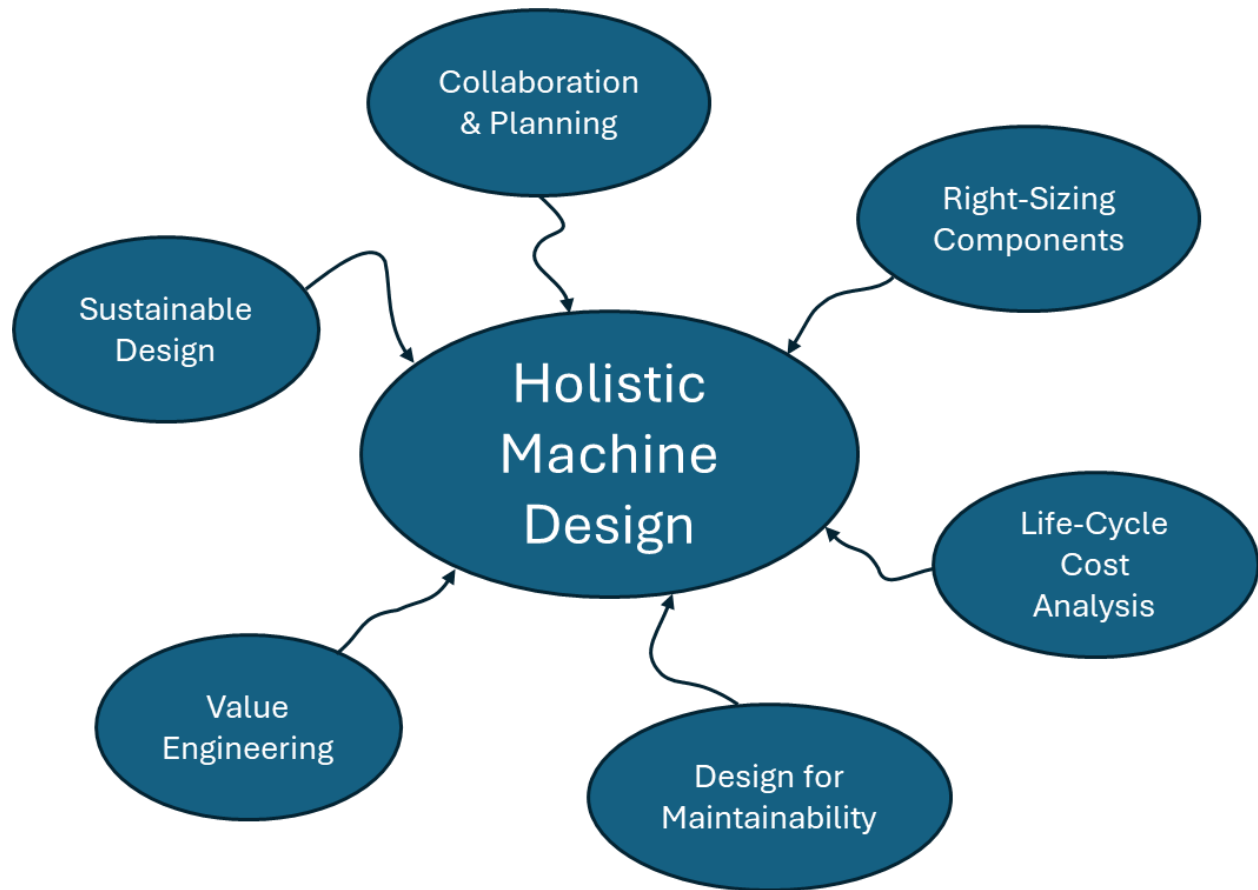 Collaboration
& Planning
Right-Sizing
Components
Sustainable
Design
Holistic
Machine
Design
Life-Cycle
Cost
Analysis
Value
Engineering
Design for
Maintainability